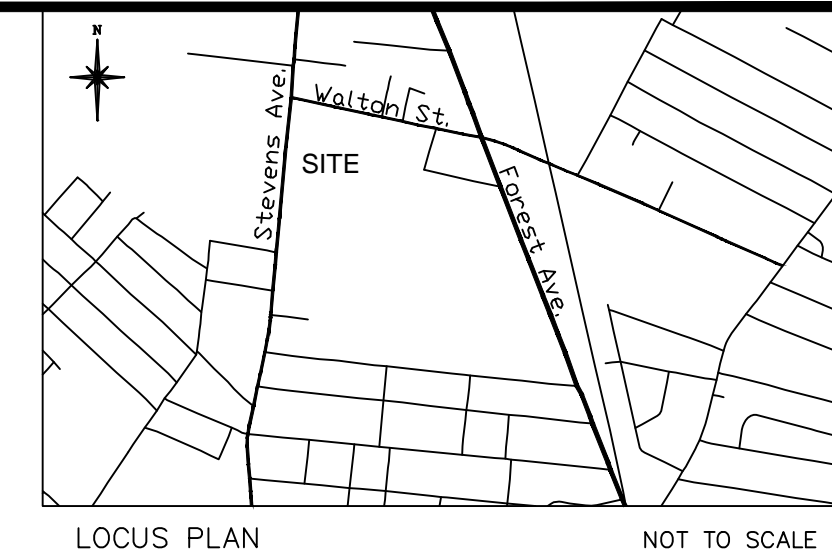 N
Stevens Ave.
Walton St.
SITE
Forest Ave.
LOCUS PLAN
NOT TO SCALE